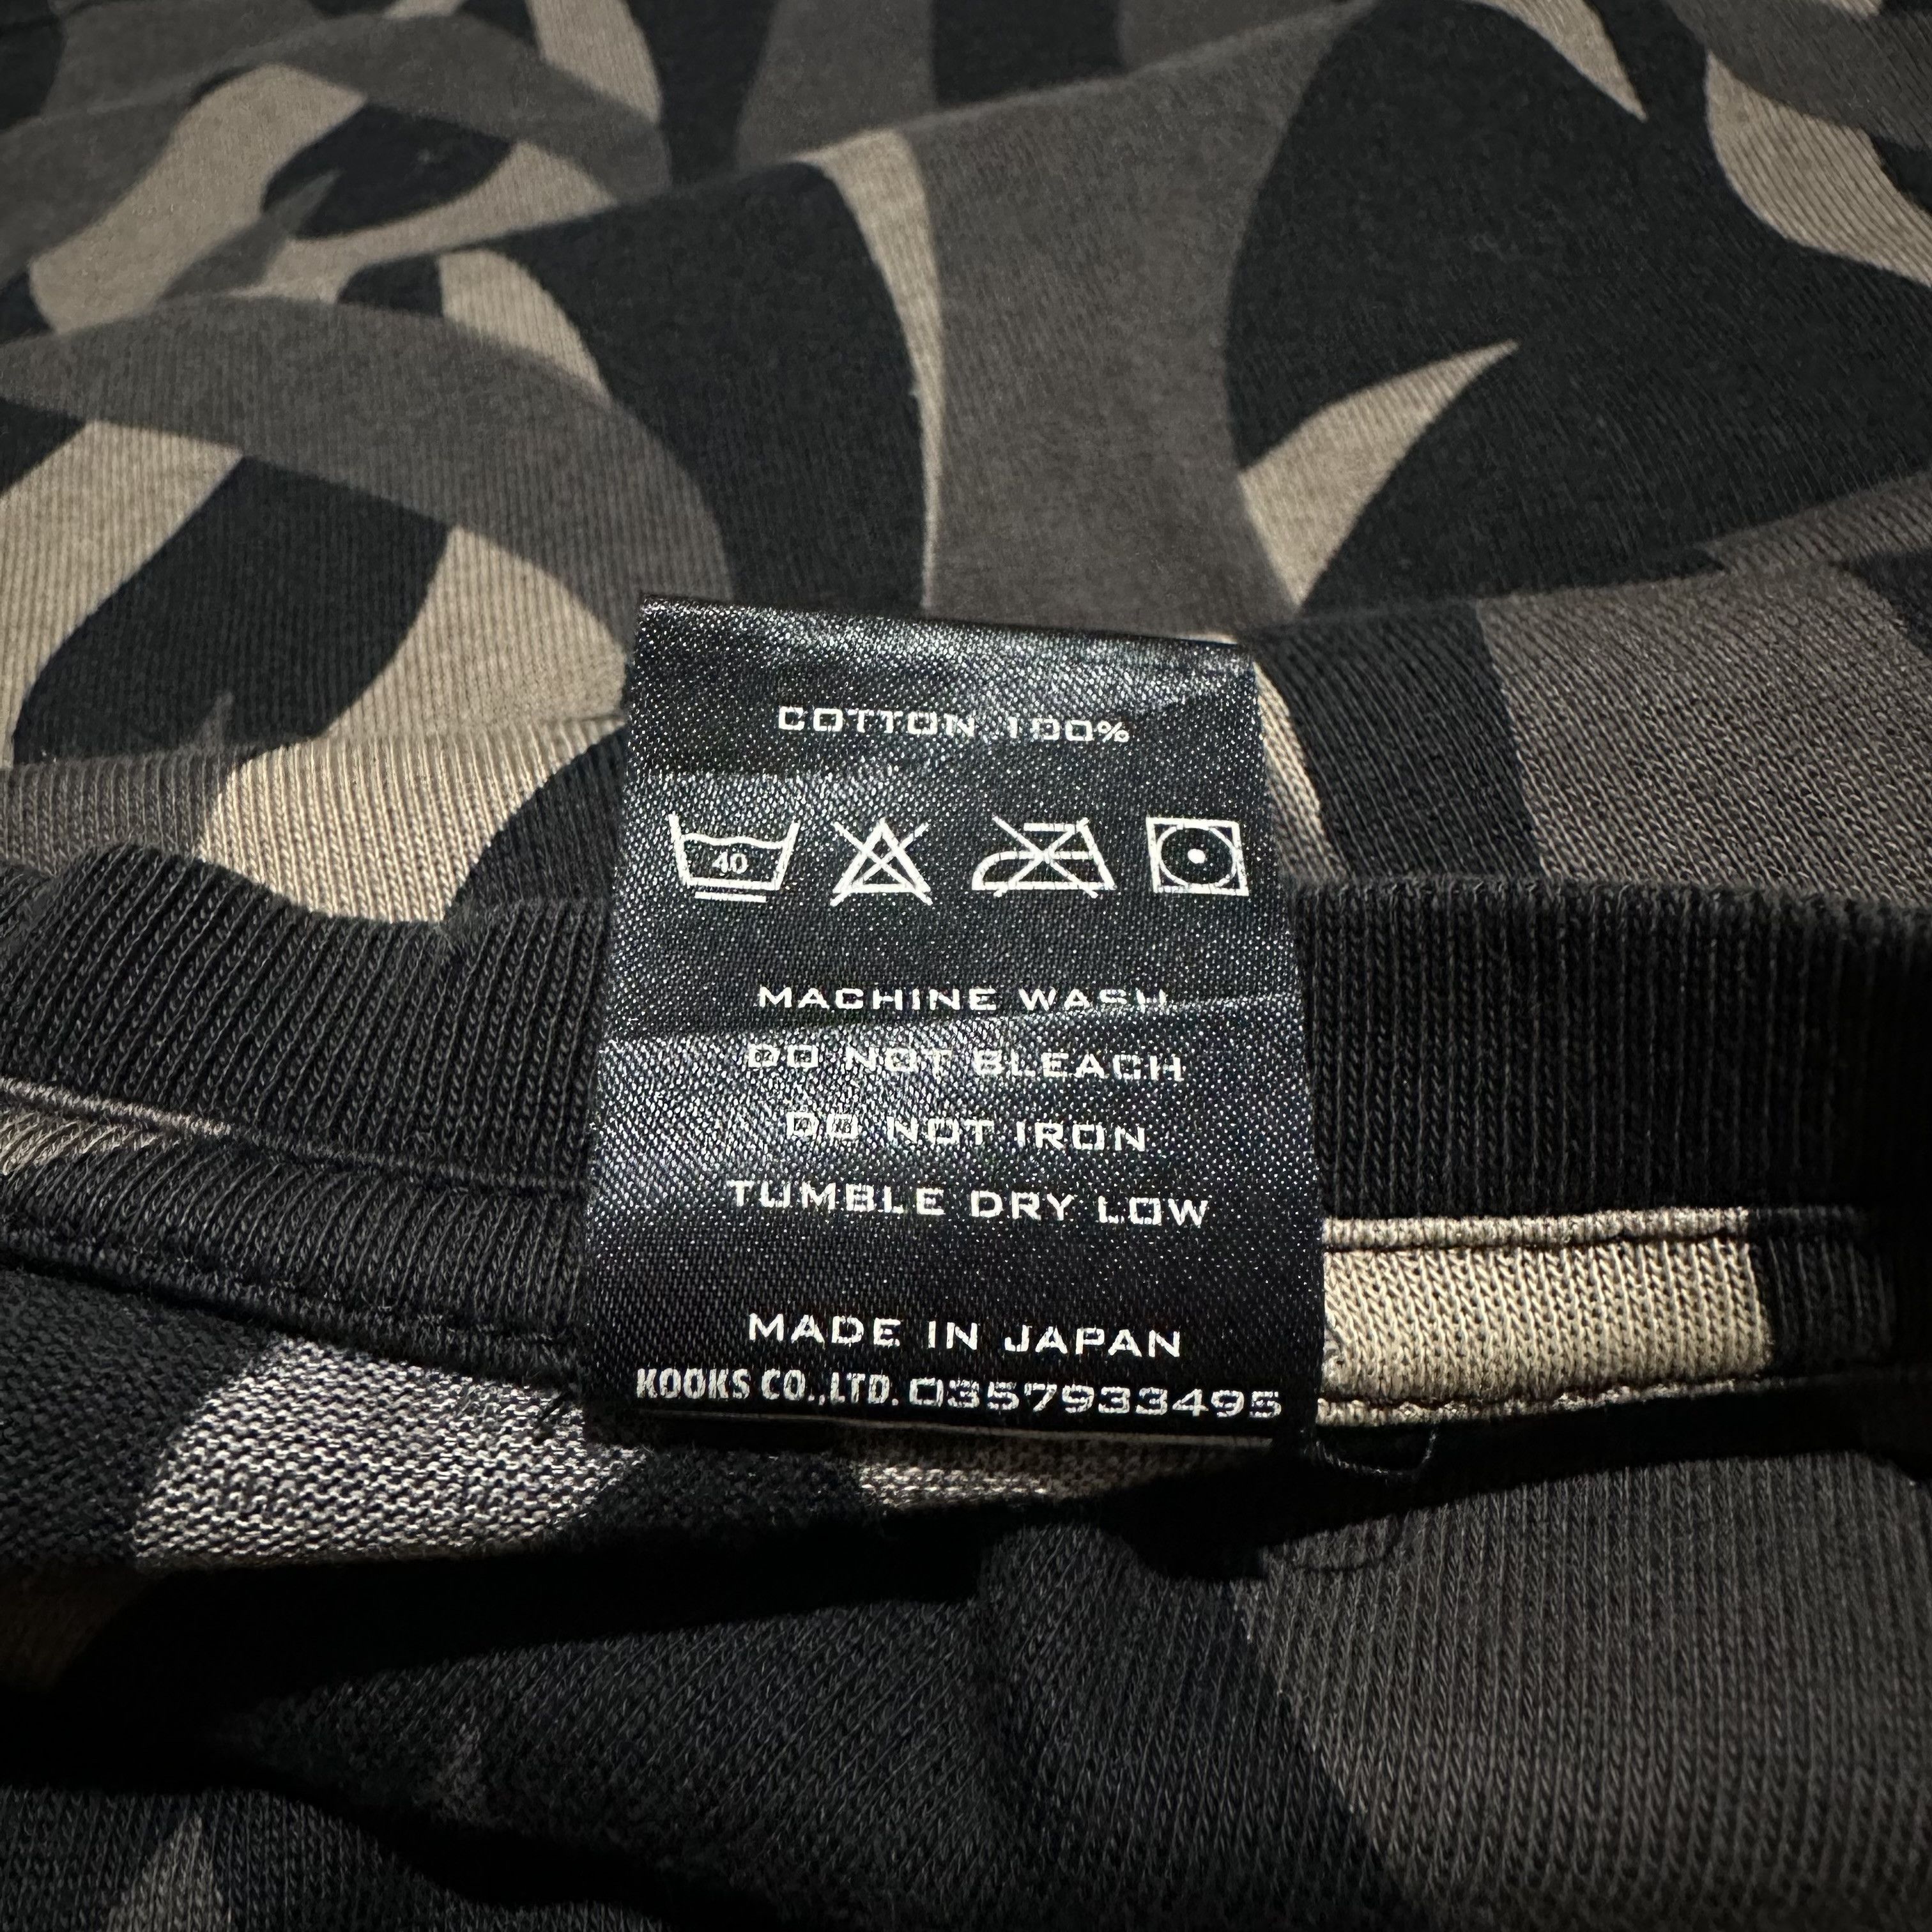 COTTON 100%
40
MACHINE WASH
DO NOT BLEACH
DO NOT IRON
TUMBLE DRY LOW
MADE IN JAPAN
KOOKS CO.,LTD. 0357933495